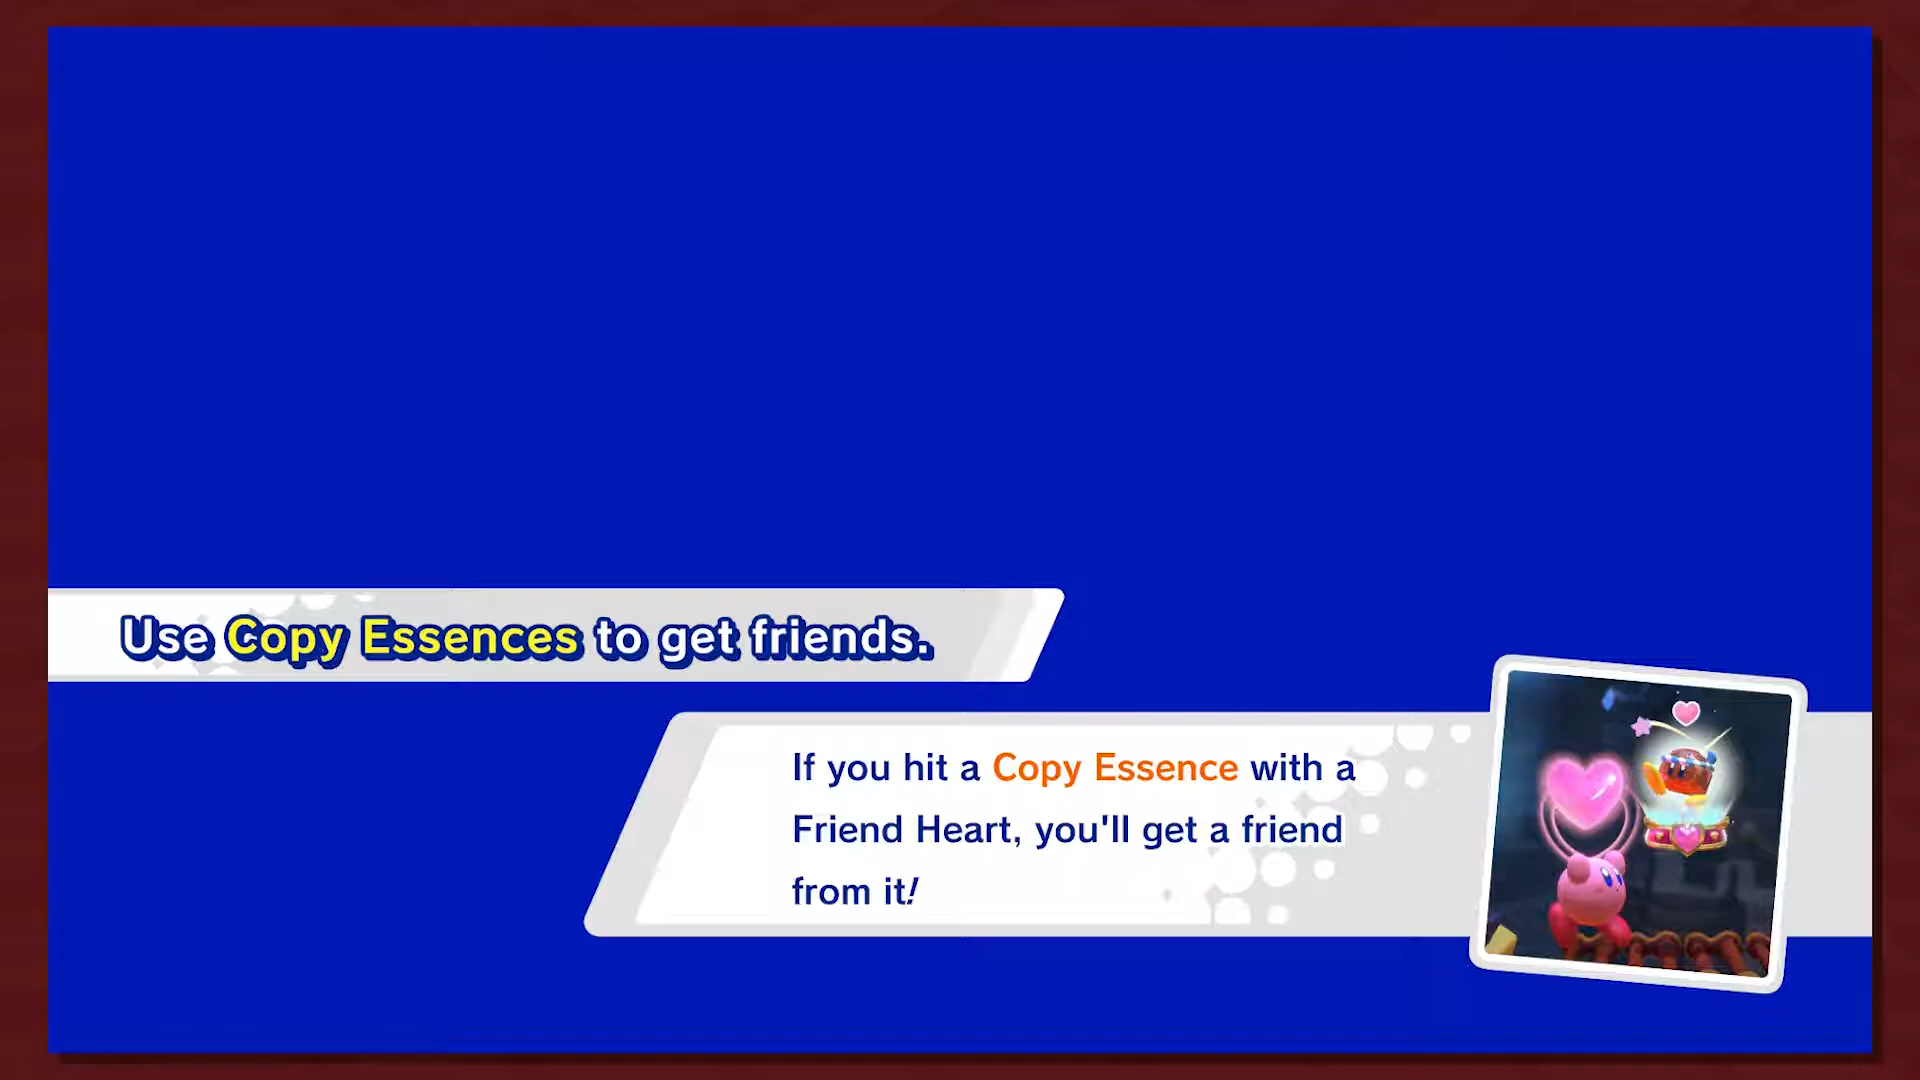 Use Copy Essences to get friends.
If you hit a Copy Essence with a
Friend Heart, you'll get a friend
from it!